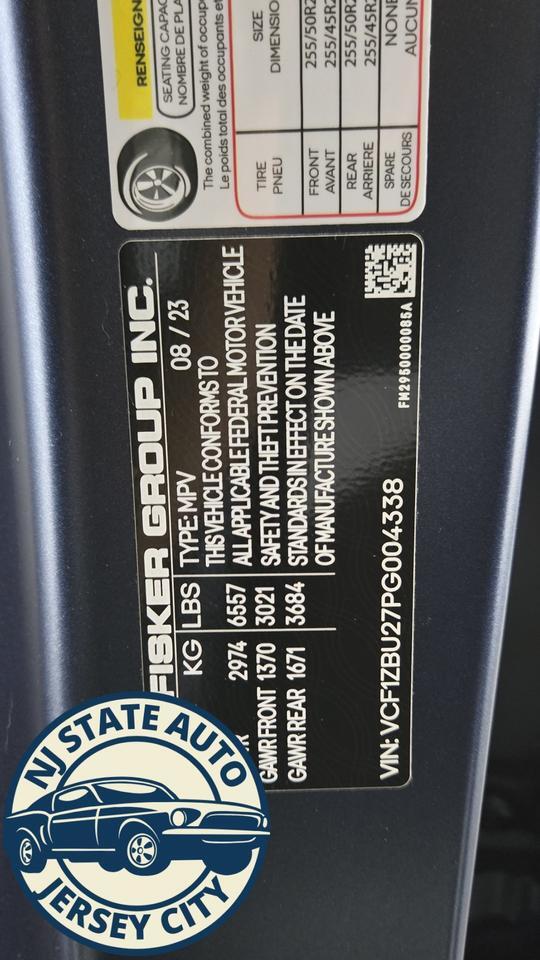 RENSEIGN
SEATING CAPAC
NOMBRE DE PLA
The combined weight of occup
Le poids total des occupants et
TIRE SIZE
PNEU DIMENSIO
FRONT 255/50R2
AVANT 255/45R2
REAR 255/50R2
ARRIERE 255/45R2
SPARE NONE
DE SECOURS AUCUN
FISKER GROUP INC.
KG LBS TYPE: MPV 08 / 23
R 2974 6557
GAWR FRONT 1370 3021
GAWR REAR 1671 3684
THIS VEHICLE CONFORMS TO
ALL APPLICABLE FEDERAL MOTOR VEHICLE
SAFETY AND THEFT PREVENTION
STANDARDS IN EFFECT ON THE DATE
OF MANUFACTURE SHOWN ABOVE
VIN: VCF1ZBU27PG004338
FM2950000085A
NJ STATE AUTO
JERSEY CITY